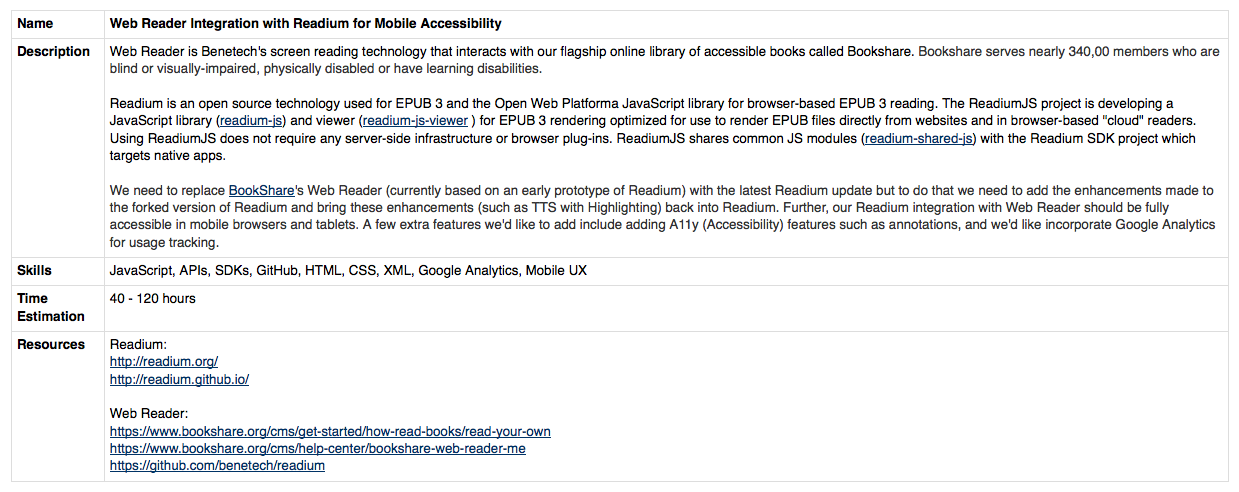 Name Web Reader Integration with Readium for Mobile Accessibility
Description Web Reader is Benetech's screen reading technology that interacts with our flagship online library of accessible books called Bookshare. Bookshare serves nearly 340,00 members who are
blind or visually-impaired, physically disabled or have learning disabilities.
Readium is an open source technology used for EPUB 3 and the Open Web Platforma JavaScript library for browser-based EPUB 3 reading. The ReadiumJS project is developing a
JavaScript library (readium-js) and viewer (readium-js-viewer ) for EPUB 3 rendering optimized for use to render EPUB files directly from websites and in browser-based "cloud" readers.
Using ReadiumJS does not require any server-side infrastructure or browser plug-ins. ReadiumJS shares common JS modules (readium-shared-js) with the Readium SDK project which
targets native apps.
We need to replace BookShare's Web Reader (currently based on an early prototype of Readium) with the latest Readium update but to do that we need to add the enhancements made to
the forked version of Readium and bring these enhancements (such as TTS with Highlighting) back into Readium. Further, our Readium integration with Web Reader should be fully
accessible in mobile browsers and tablets. A few extra features we'd like to add include adding A11y (Accessibility) features such as annotations, and we'd like incorporate Google Analytics
for usage tracking.
Skills JavaScript, APIs, SDKs, GitHub, HTML, CSS, XML, Google Analytics, Mobile UX
Time 40 - 120 hours
Estimation
Resources Readium:
http://readium.org/
http://readium.github.io/
Web Reader:
https://www.bookshare.org/cms/get-started/how-read-books/read-your-own
https://www.bookshare.org/cms/help-center/bookshare-web-reader-me
https://github.com/benetech/readium